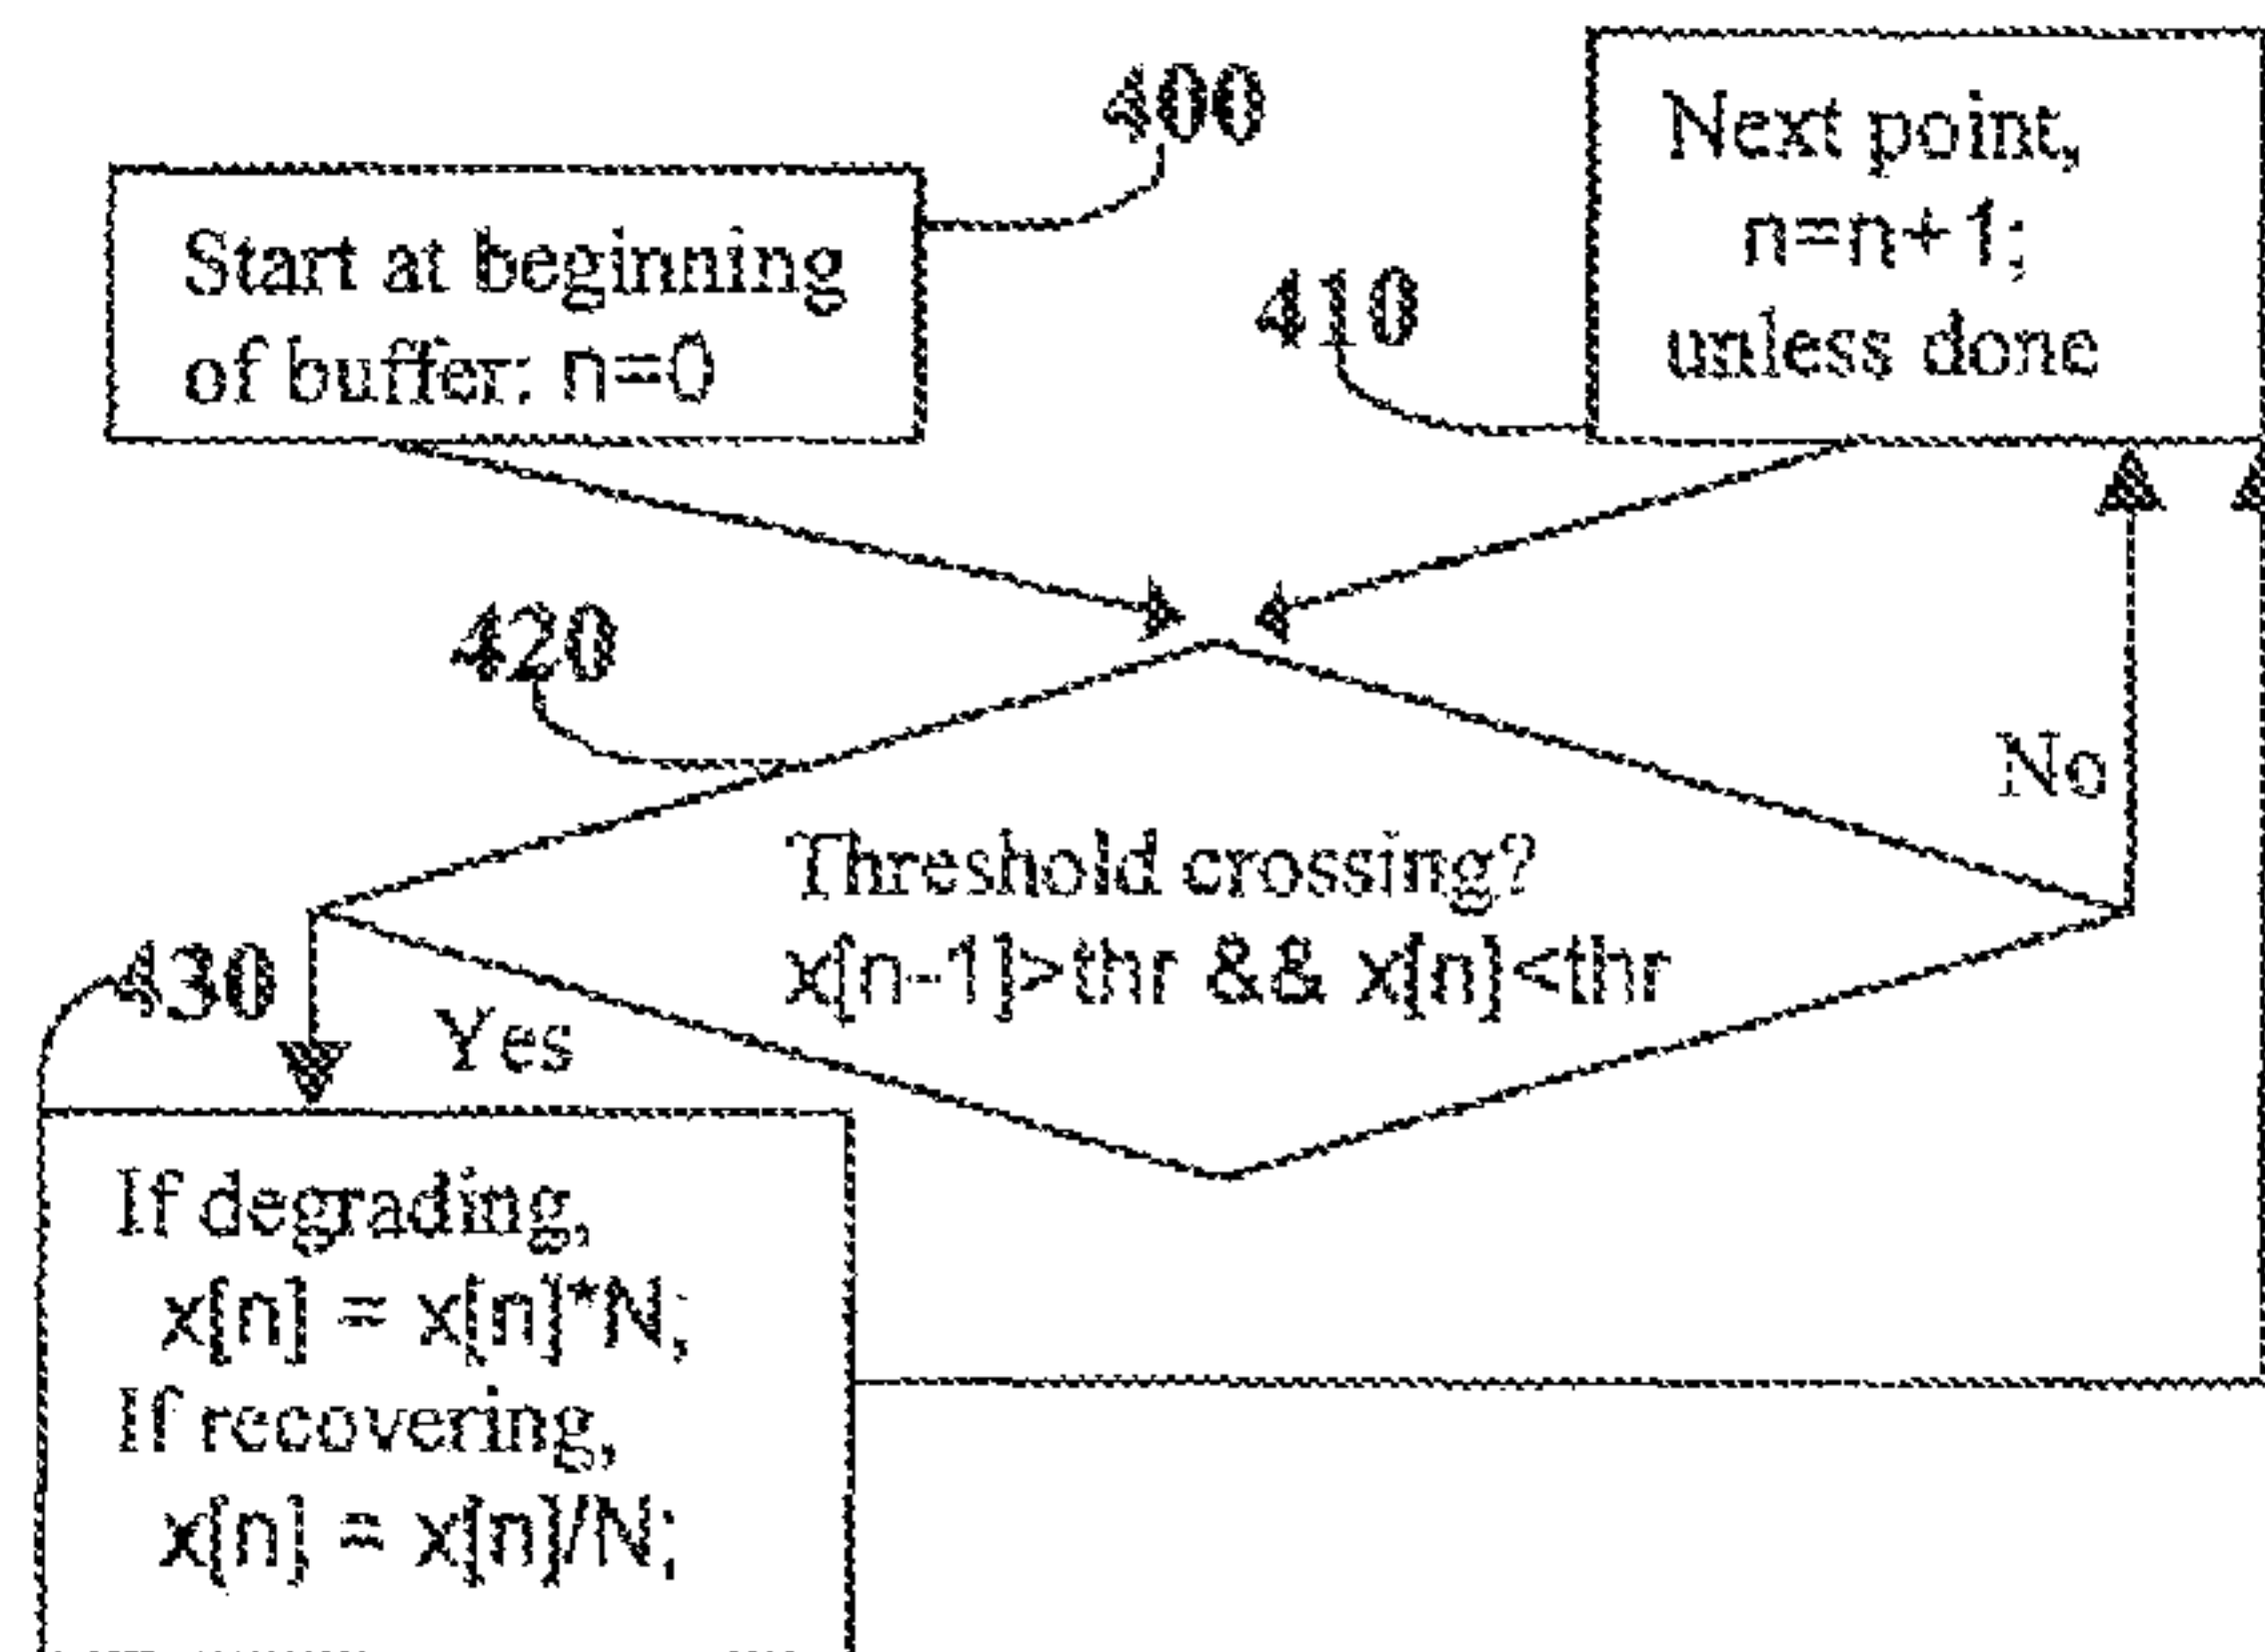 400
Start at beginning
of buffer: n=0
410
Next point,
n=n+1;
unless done
420
Threshold crossing?
x[n-1]>thr && x[n]<thr
No
430
Yes
If degrading,
x[n] = x[n]*N;
If recovering,
x[n] = x[n]/N;